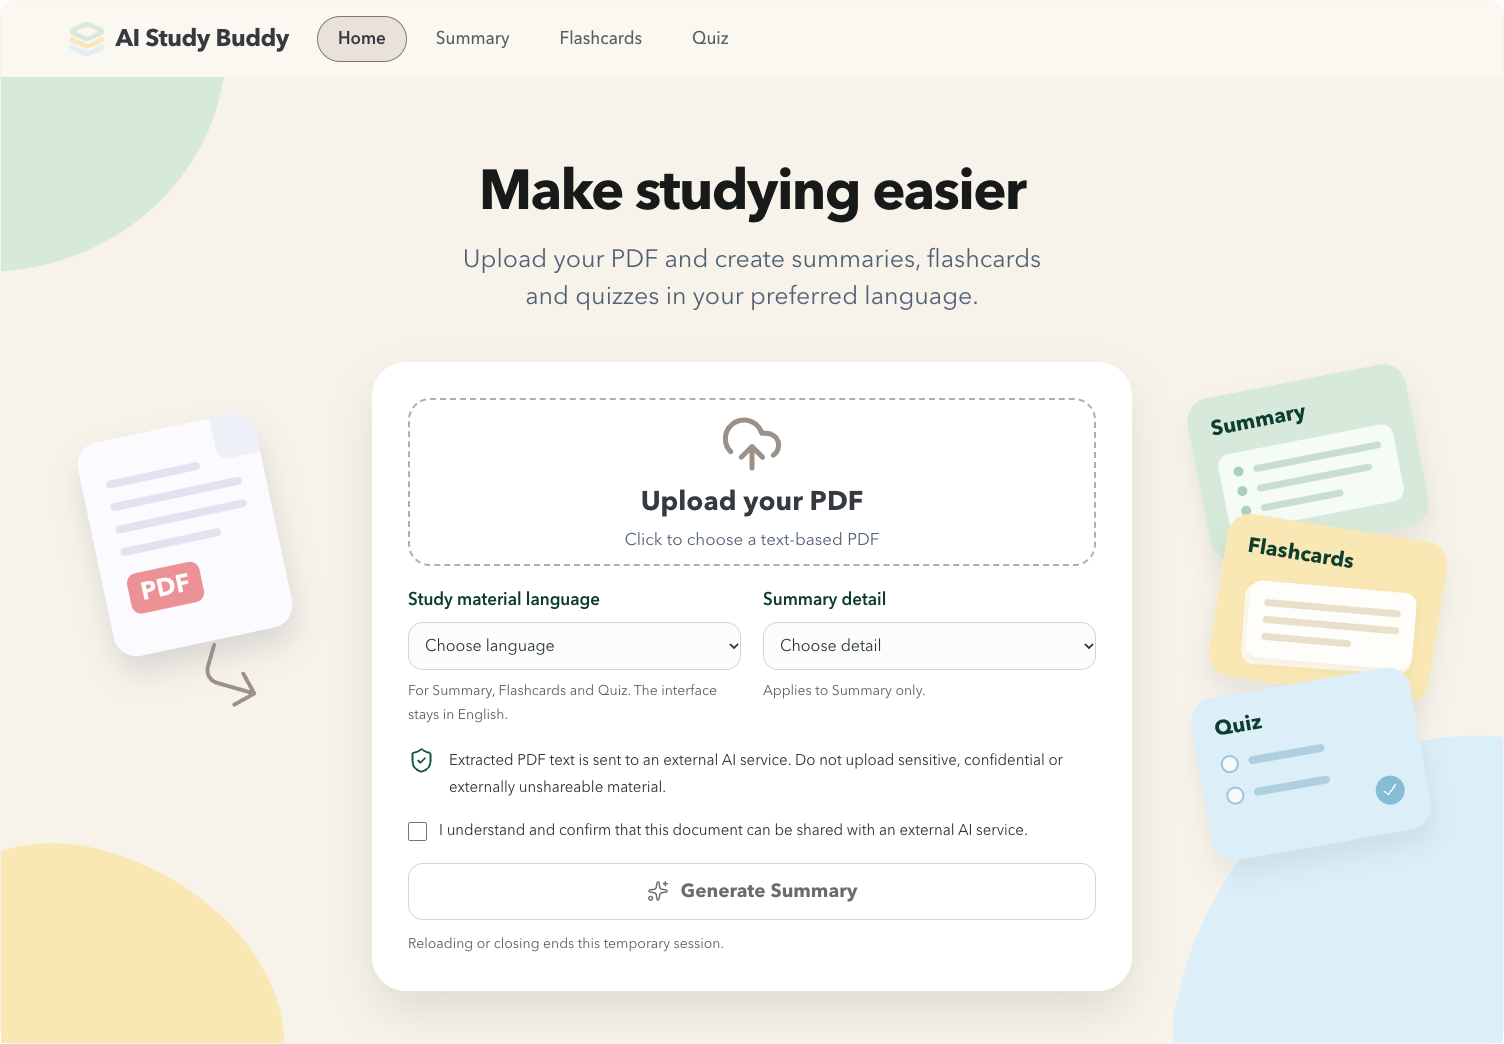 AI Study Buddy
Home
Summary
Flashcards
Quiz
Make studying easier
Upload your PDF and create summaries, flashcards
and quizzes in your preferred language.
PDF
Upload your PDF
Click to choose a text-based PDF
Study material language
Choose language
For Summary, Flashcards and Quiz. The interface
stays in English.
Summary detail
Choose detail
Applies to Summary only.
Extracted PDF text is sent to an external AI service. Do not upload sensitive, confidential or
externally unshareable material.
I understand and confirm that this document can be shared with an external AI service.
Generate Summary
Reloading or closing ends this temporary session.
Summary
Flashcards
Quiz